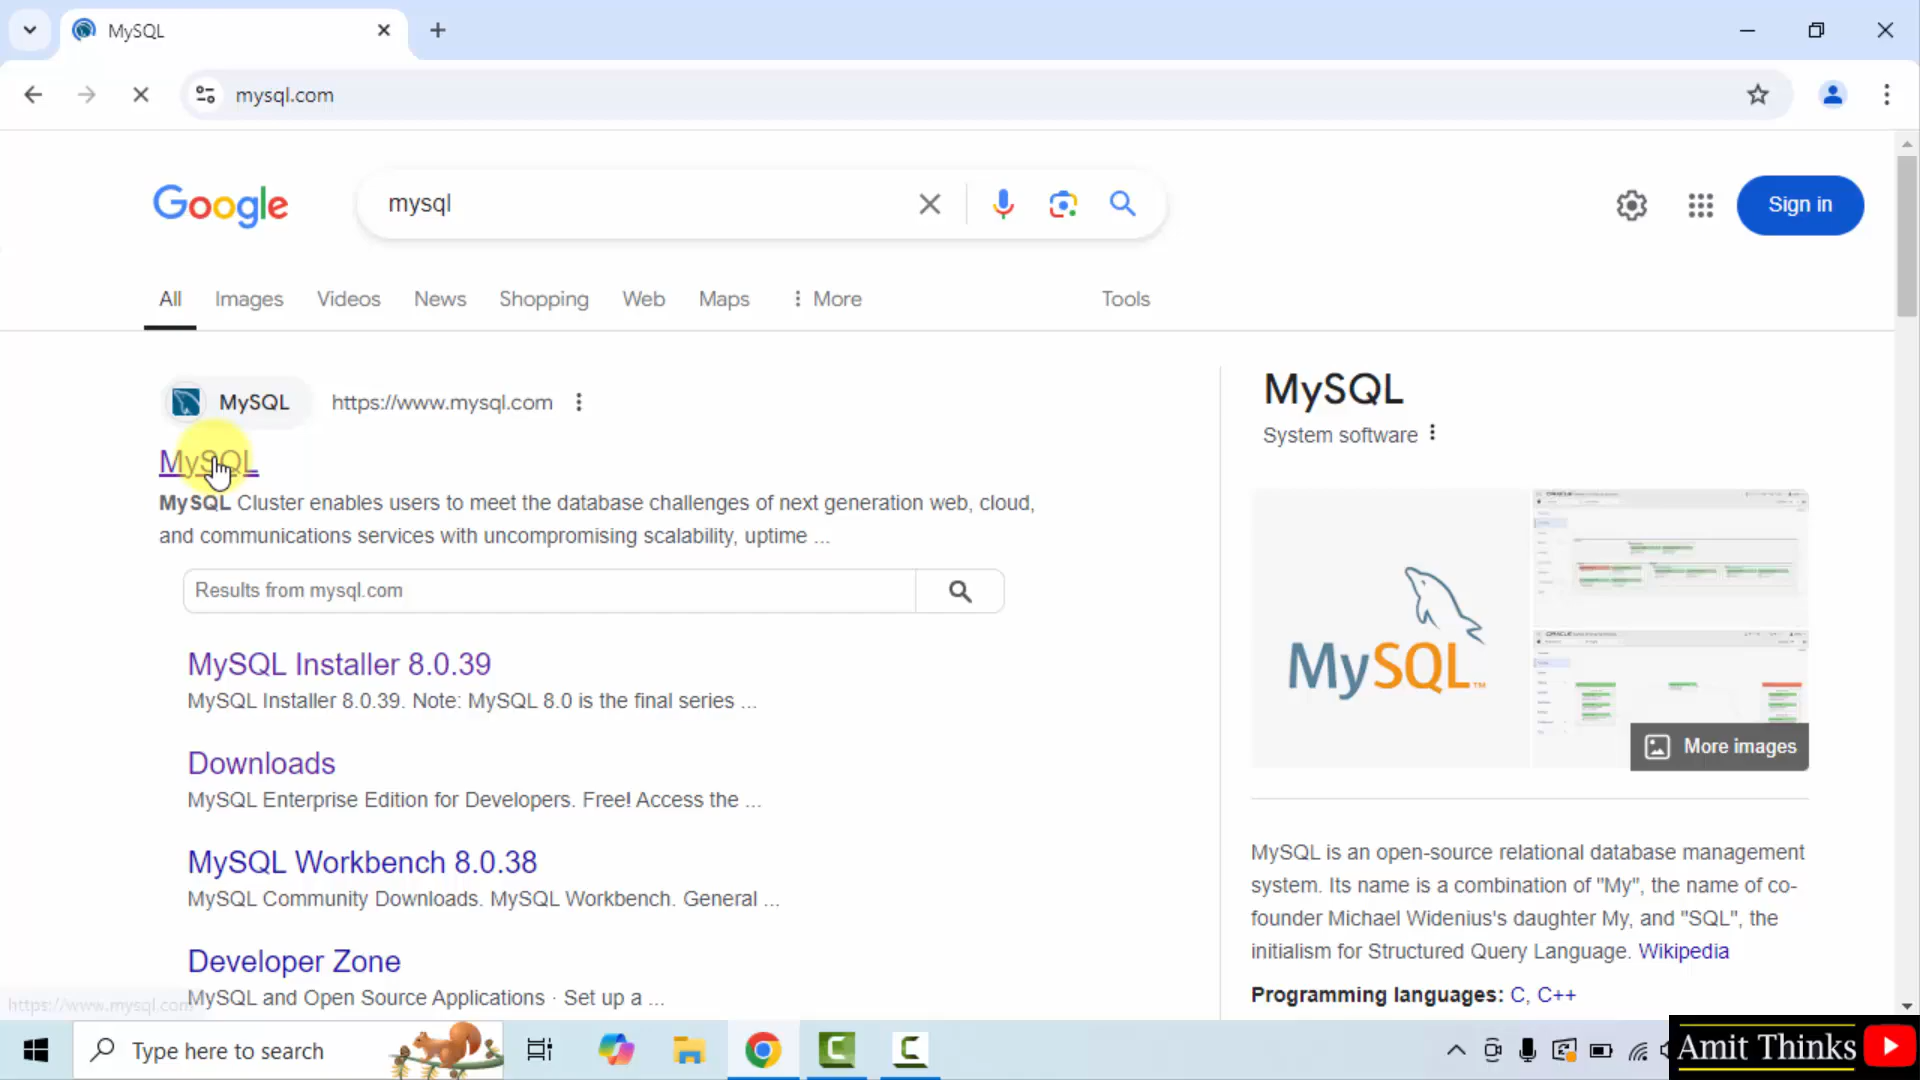 MySQL
mysql.com
Google
mysql
Sign in
All
Images
Videos
News
Shopping
Web
Maps
More
Tools
MySQL
https://www.mysql.com
MySQL
MySQL Cluster enables users to meet the database challenges of next generation web, cloud,
and communications services with uncompromising scalability, uptime ...
Results from mysql.com
MySQL Installer 8.0.39
MySQL Installer 8.0.39. Note: MySQL 8.0 is the final series ...
Downloads
MySQL Enterprise Edition for Developers. Free! Access the ...
MySQL Workbench 8.0.38
MySQL Community Downloads. MySQL Workbench. General ...
Developer Zone
MySQL and Open Source Applications · Set up a ...
https://www.mysql.com
MySQL
System software
MySQL™
More images
MySQL is an open-source relational database management
system. Its name is a combination of "My", the name of co-
founder Michael Widenius's daughter My, and "SQL", the
initialism for Structured Query Language. Wikipedia
Programming languages: C, C++
Type here to search
Amit Thinks